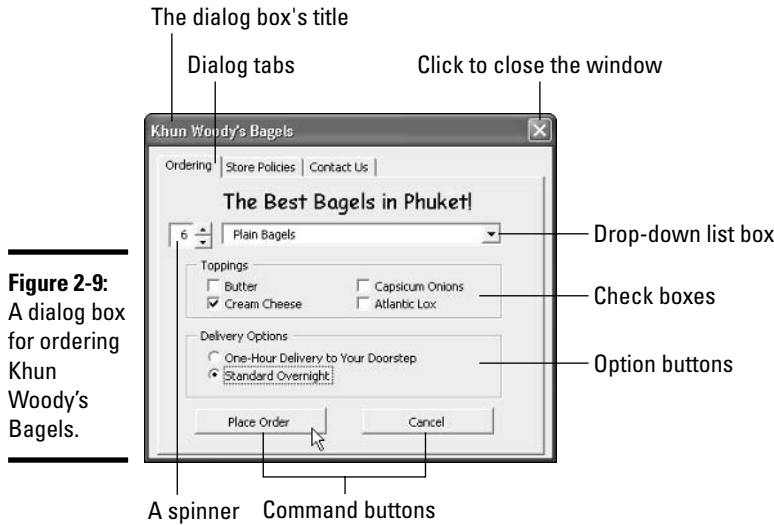 The dialog box's title
Dialog tabs
Click to close the window
Khun Woody's Bagels
Ordering
Store Policies
Contact Us
The Best Bagels in Phuket!
6
Plain Bagels
Drop-down list box
Toppings
Butter
Capsicum Onions
Cream Cheese
Atlantic Lox
Check boxes
Delivery Options
One-Hour Delivery to Your Doorstep
Standard Overnight
Option buttons
Place Order
Cancel
A spinner
Command buttons
Figure 2-9:
A dialog box
for ordering
Khun
Woody's
Bagels.